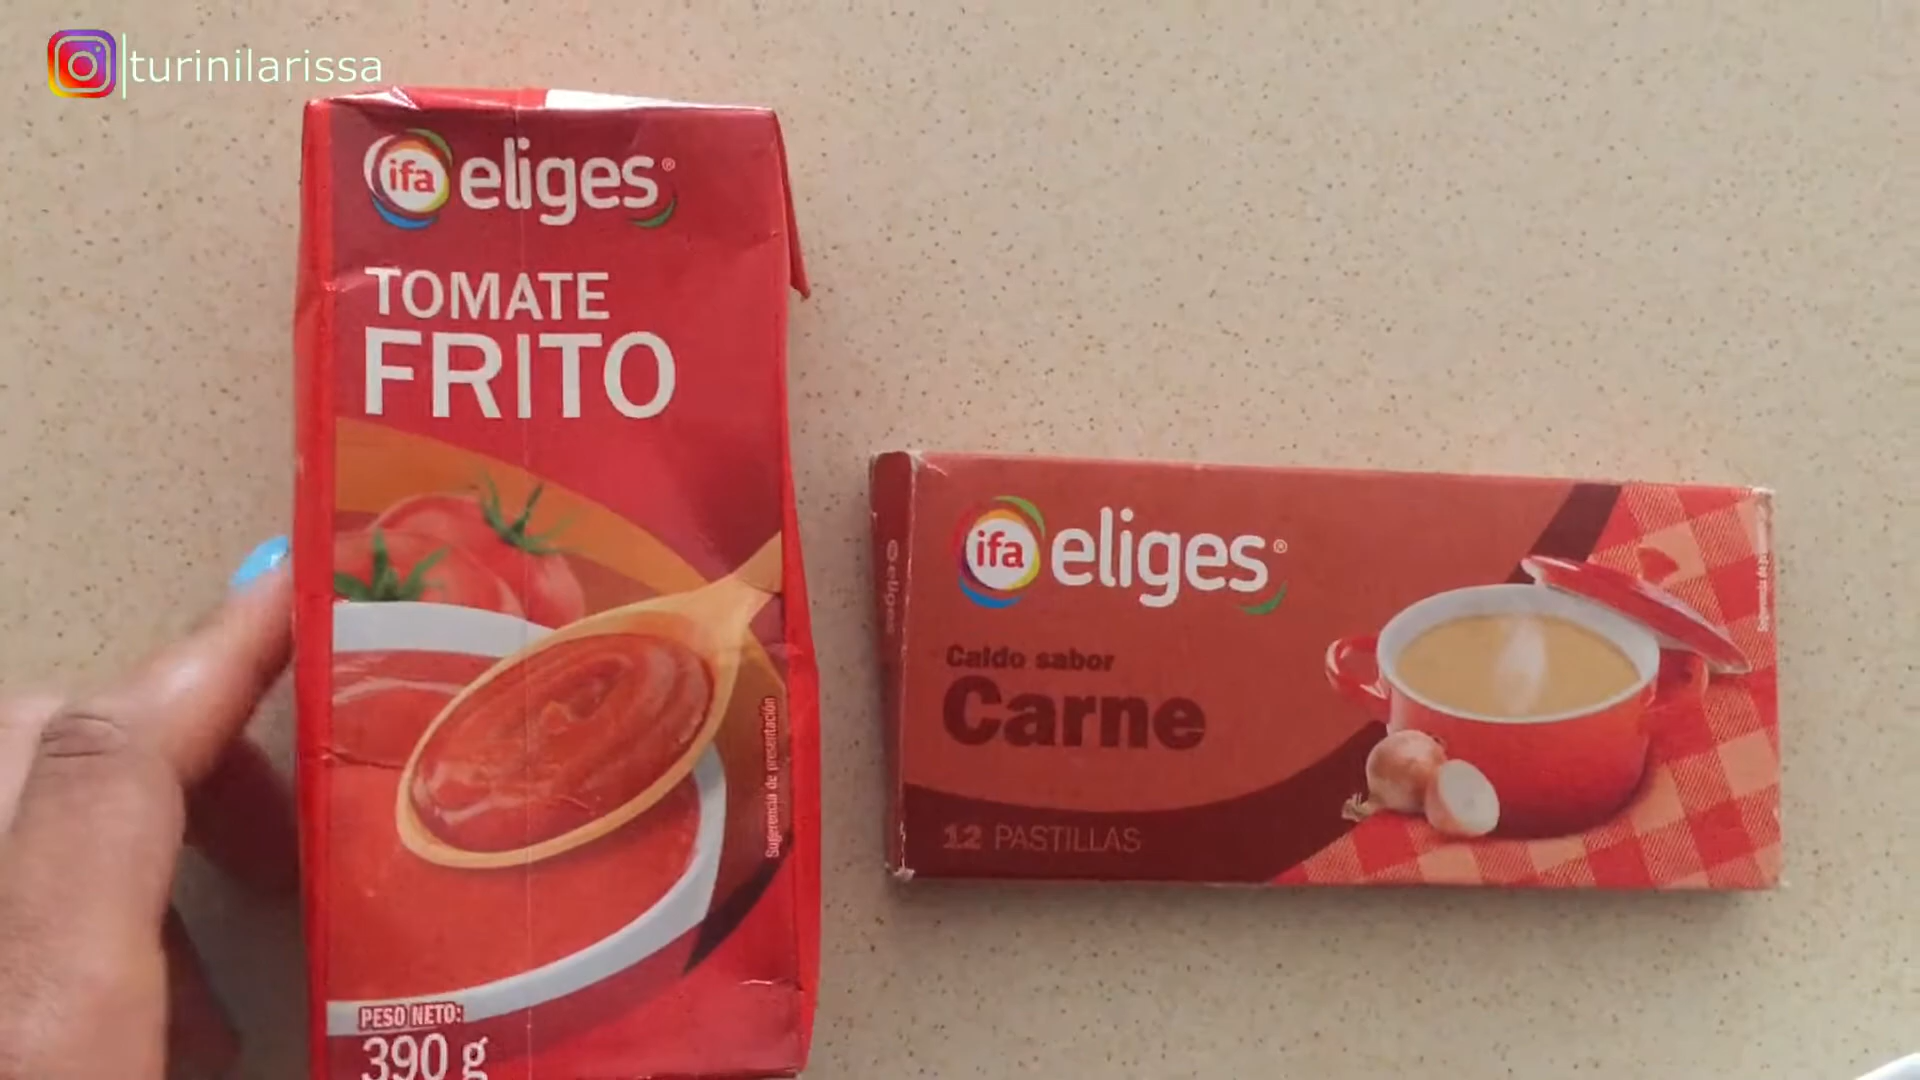 turinilarissa
ifa eliges®
TOMATE
FRITO
Sugerencia de presentación
PESO NETO:
390 g
ifa eliges®
eliges
Caldo sabor
Carne
12 PASTILLAS